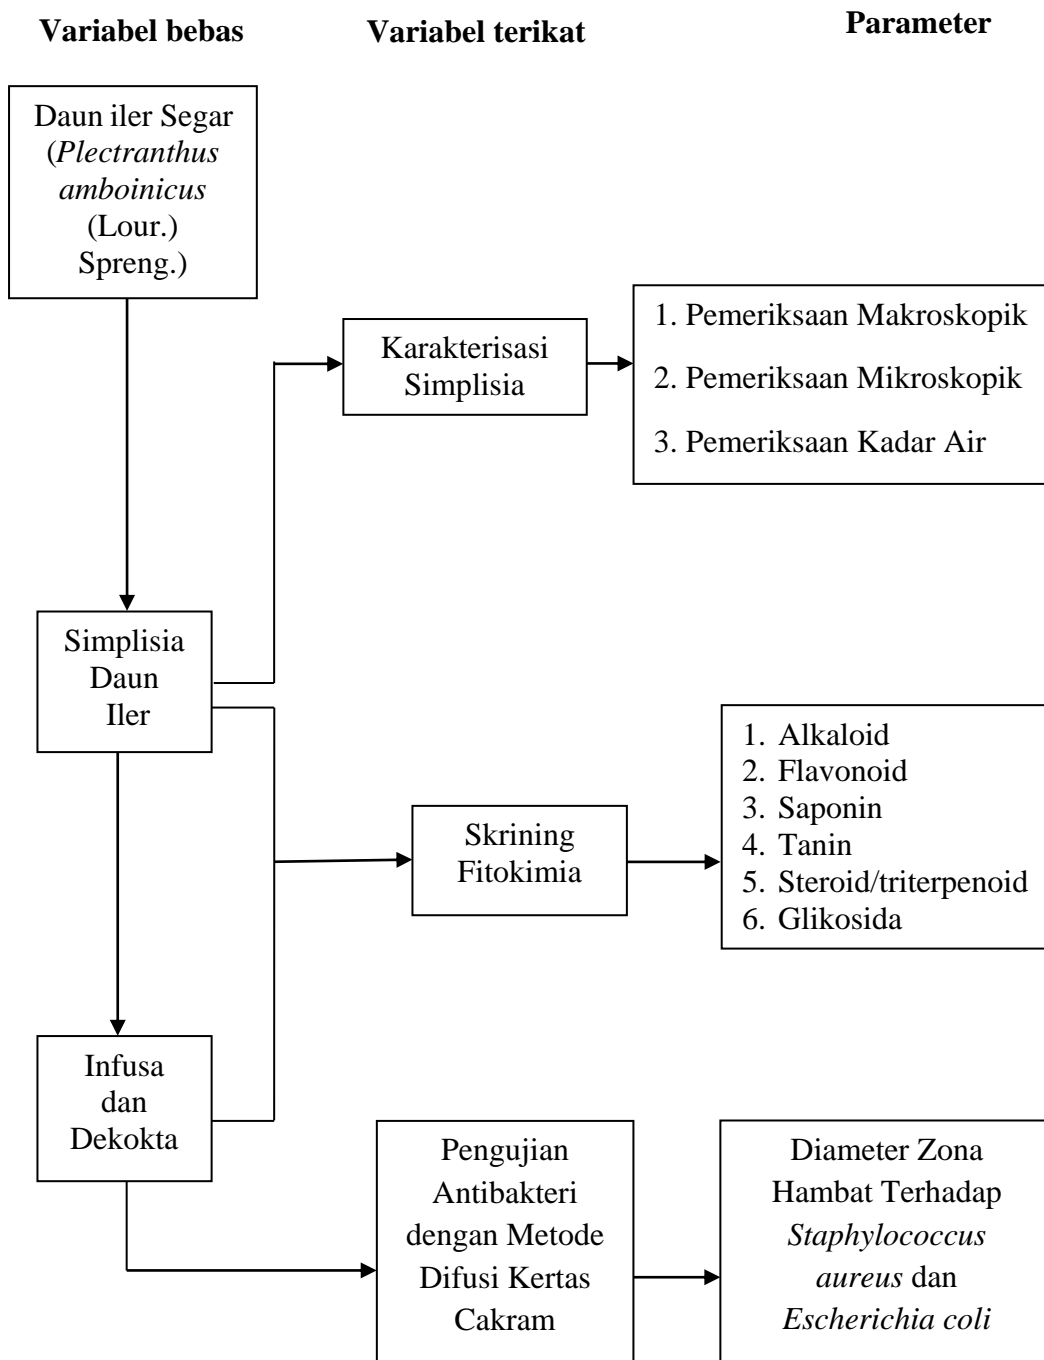 Variabel bebas
Variabel terikat
Parameter
Daun iler Segar
(Plectranthus
amboinicus
(Lour.)
Spreng.)
Karakterisasi
Simplisia
1. Pemeriksaan Makroskopik
2. Pemeriksaan Mikroskopik
3. Pemeriksaan Kadar Air
Simplisia
Daun
Iler
Skrining
Fitokimia
1. Alkaloid
2. Flavonoid
3. Saponin
4. Tanin
5. Steroid/triterpenoid
6. Glikosida
Infusa
dan
Dekokta
Pengujian
Antibakteri
dengan Metode
Difusi Kertas
Cakram
Diameter Zona
Hambat Terhadap
Staphylococcus
aureus dan
Escherichia coli